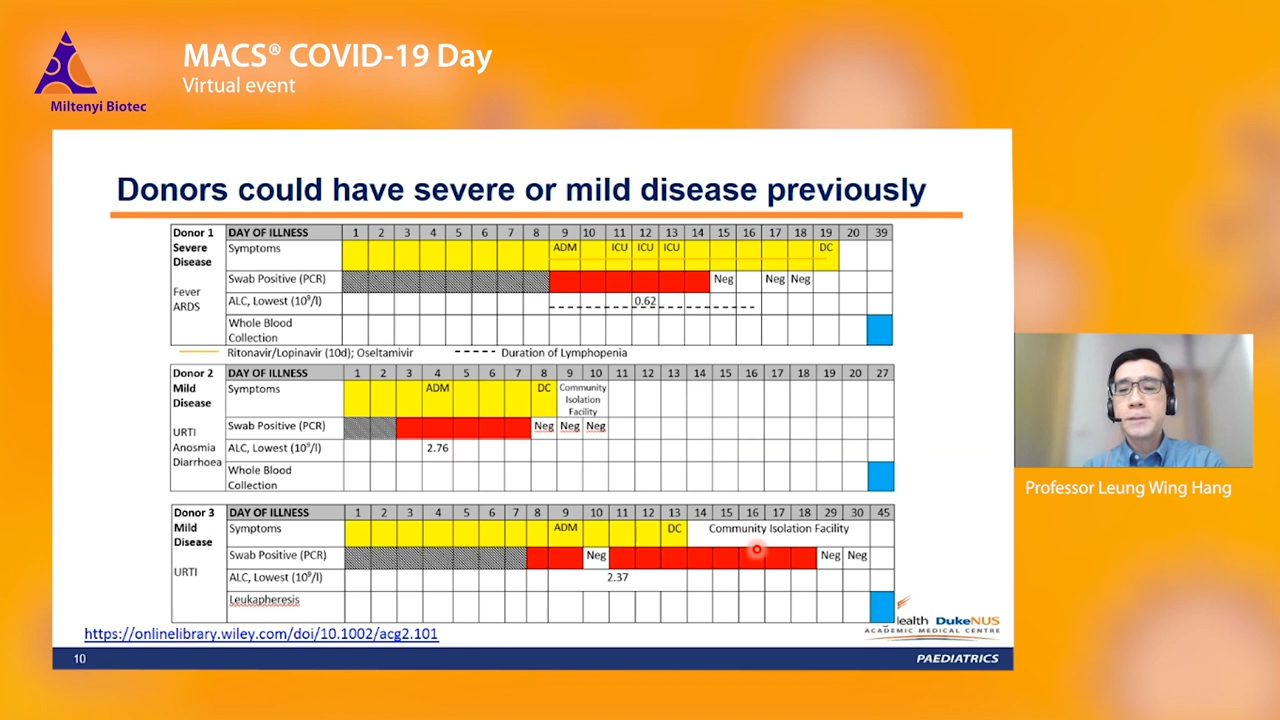 MACS® COVID-19 Day
Virtual event
Miltenyi Biotec
Donors could have severe or mild disease previously
Donor 1 DAY OF ILLNESS 1 2 3 4 5 6 7 8 9 10 11 12 13 14 15 16 17 18 19 20 39
Severe Disease Symptoms ADM ICU ICU ICU DC
Fever ARDS Swab Positive (PCR) Neg Neg Neg
ALC, Lowest (10⁹/l) 0.62
Whole Blood Collection
Ritonavir/Lopinavir (10d); Oseltamivir Duration of Lymphopenia
Donor 2 DAY OF ILLNESS 1 2 3 4 5 6 7 8 9 10 11 12 13 14 15 16 17 18 19 20 27
Mild Disease Symptoms ADM DC Community Isolation Facility
URTI Anosmia Diarrhoea Swab Positive (PCR) Neg Neg Neg
ALC, Lowest (10⁹/l) 2.76
Whole Blood Collection
Donor 3 DAY OF ILLNESS 1 2 3 4 5 6 7 8 9 10 11 12 13 14 15 16 17 18 29 30 45
Mild Disease Symptoms ADM DC Community Isolation Facility
URTI Swab Positive (PCR) Neg Neg Neg
ALC, Lowest (10⁹/l) 2.37
Leukapheresis
https://onlinelibrary.wiley.com/doi/10.1002/acg2.101
ealth DukeNUS
ACADEMIC MEDICAL CENTRE
10 PAEDIATRICS
Professor Leung Wing Hang